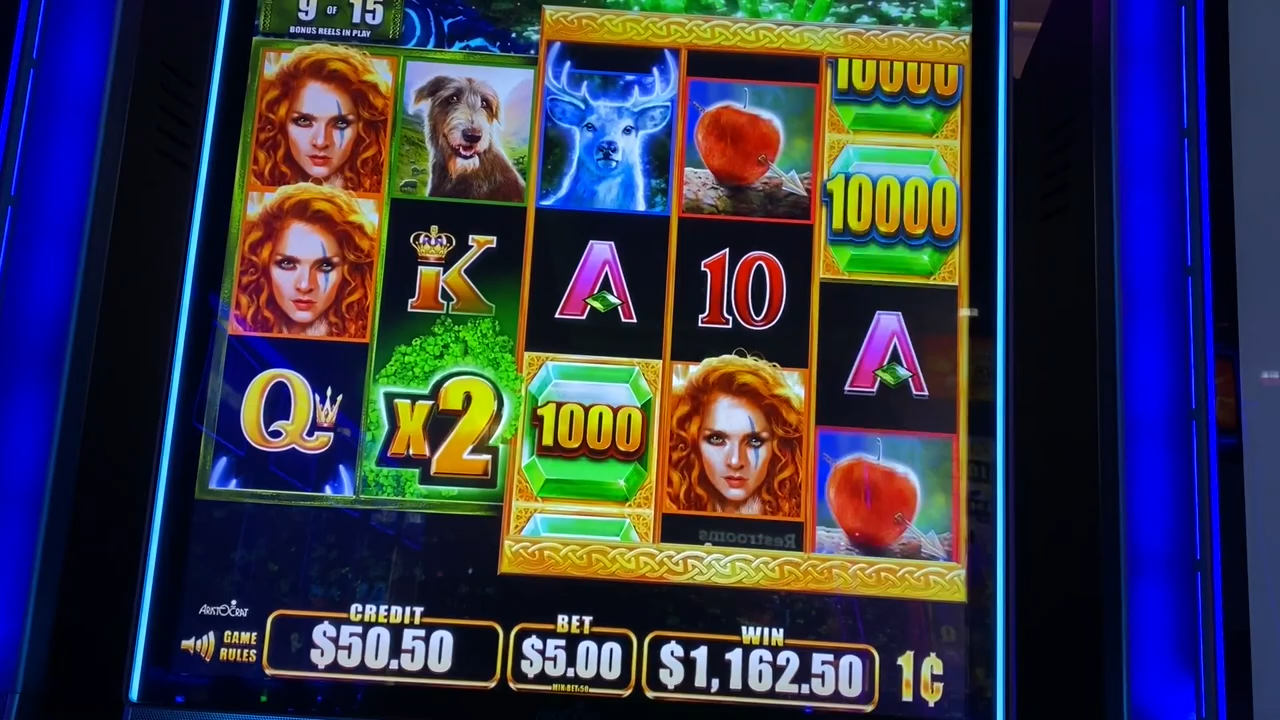 9 OF 15
BONUS REELS IN PLAY
10000
10000
K
A
10
A
Q
x2
1000
Restrooms
ARISTOCRAT
GAME
RULES
CREDIT
$50.50
BET
$5.00
MIN BET 50
WIN
$1,162.50
1¢